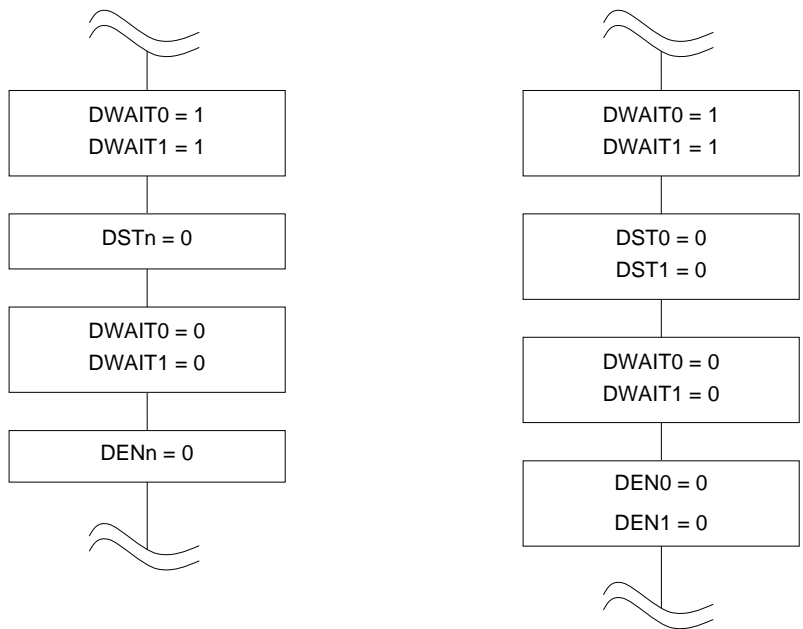 DWAIT0 = 1
DWAIT1 = 1
DSTn = 0
DWAIT0 = 0
DWAIT1 = 0
DENn = 0
DWAIT0 = 1
DWAIT1 = 1
DST0 = 0
DST1 = 0
DWAIT0 = 0
DWAIT1 = 0
DEN0 = 0
DEN1 = 0